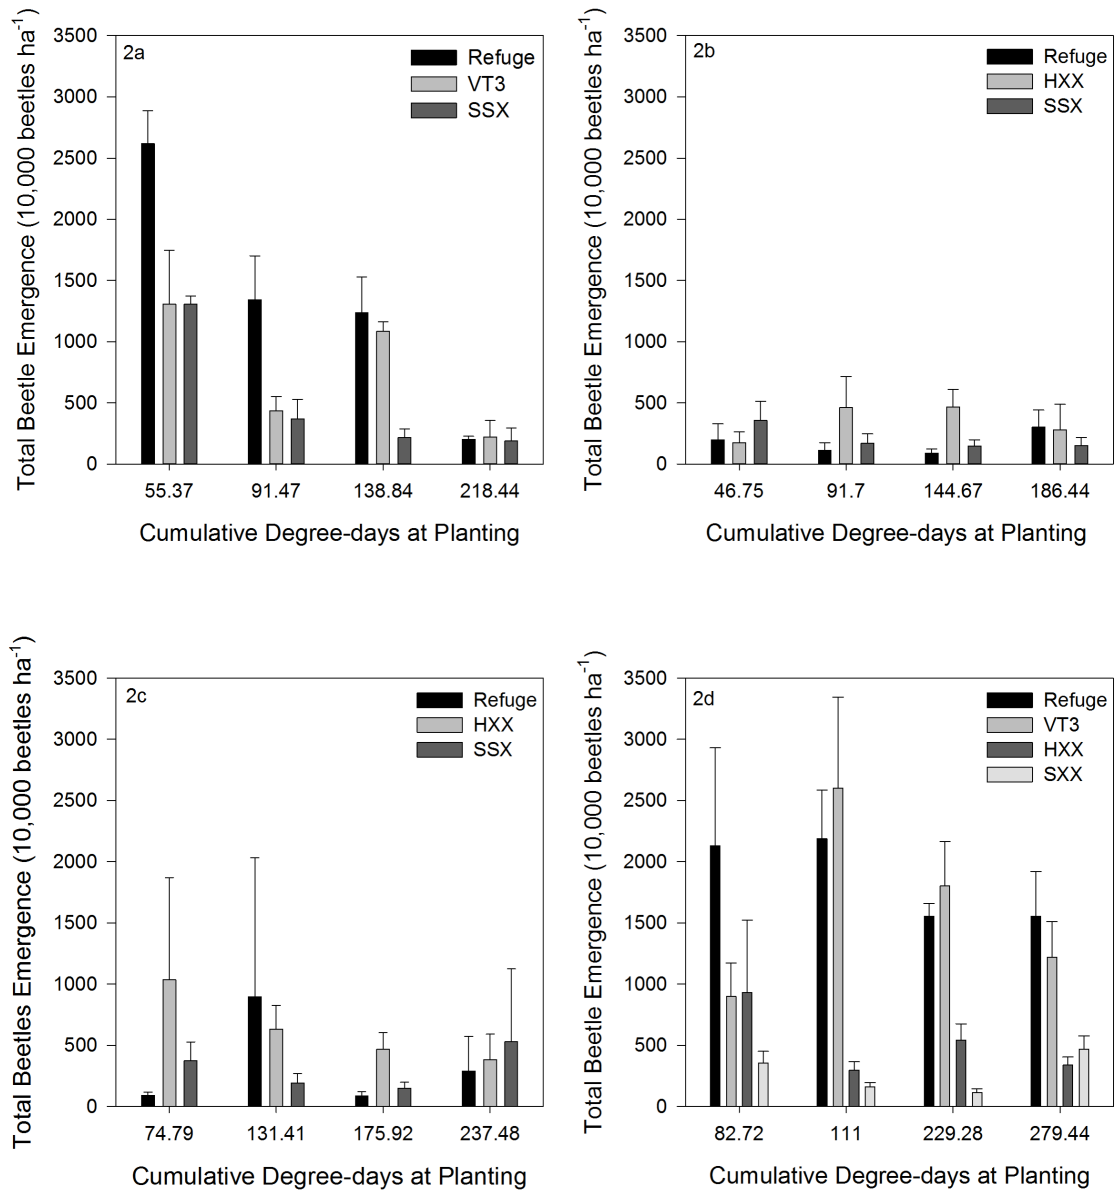 2a
Refuge
VT3
SSX
3500
3000
2500
2000
1500
1000
500
0
Total Beetle Emergence (10,000 beetles ha-1)
55.37 91.47 138.84 218.44
Cumulative Degree-days at Planting
2b
Refuge
HXX
SSX
3500
3000
2500
2000
1500
1000
500
0
Total Beetle Emergence (10,000 beetles ha-1)
46.75 91.7 144.67 186.44
Cumulative Degree-days at Planting
2c
Refuge
HXX
SSX
3500
3000
2500
2000
1500
1000
500
0
Total Beetles Emergence (10,000 beetles ha-1)
74.79 131.41 175.92 237.48
Cumulative Degree-days at Planting
2d
Refuge
VT3
HXX
SXX
3500
3000
2500
2000
1500
1000
500
0
Total Beetle Emergence (10,000 beetles ha-1)
82.72 111 229.28 279.44
Cumulative Degree-days at Planting